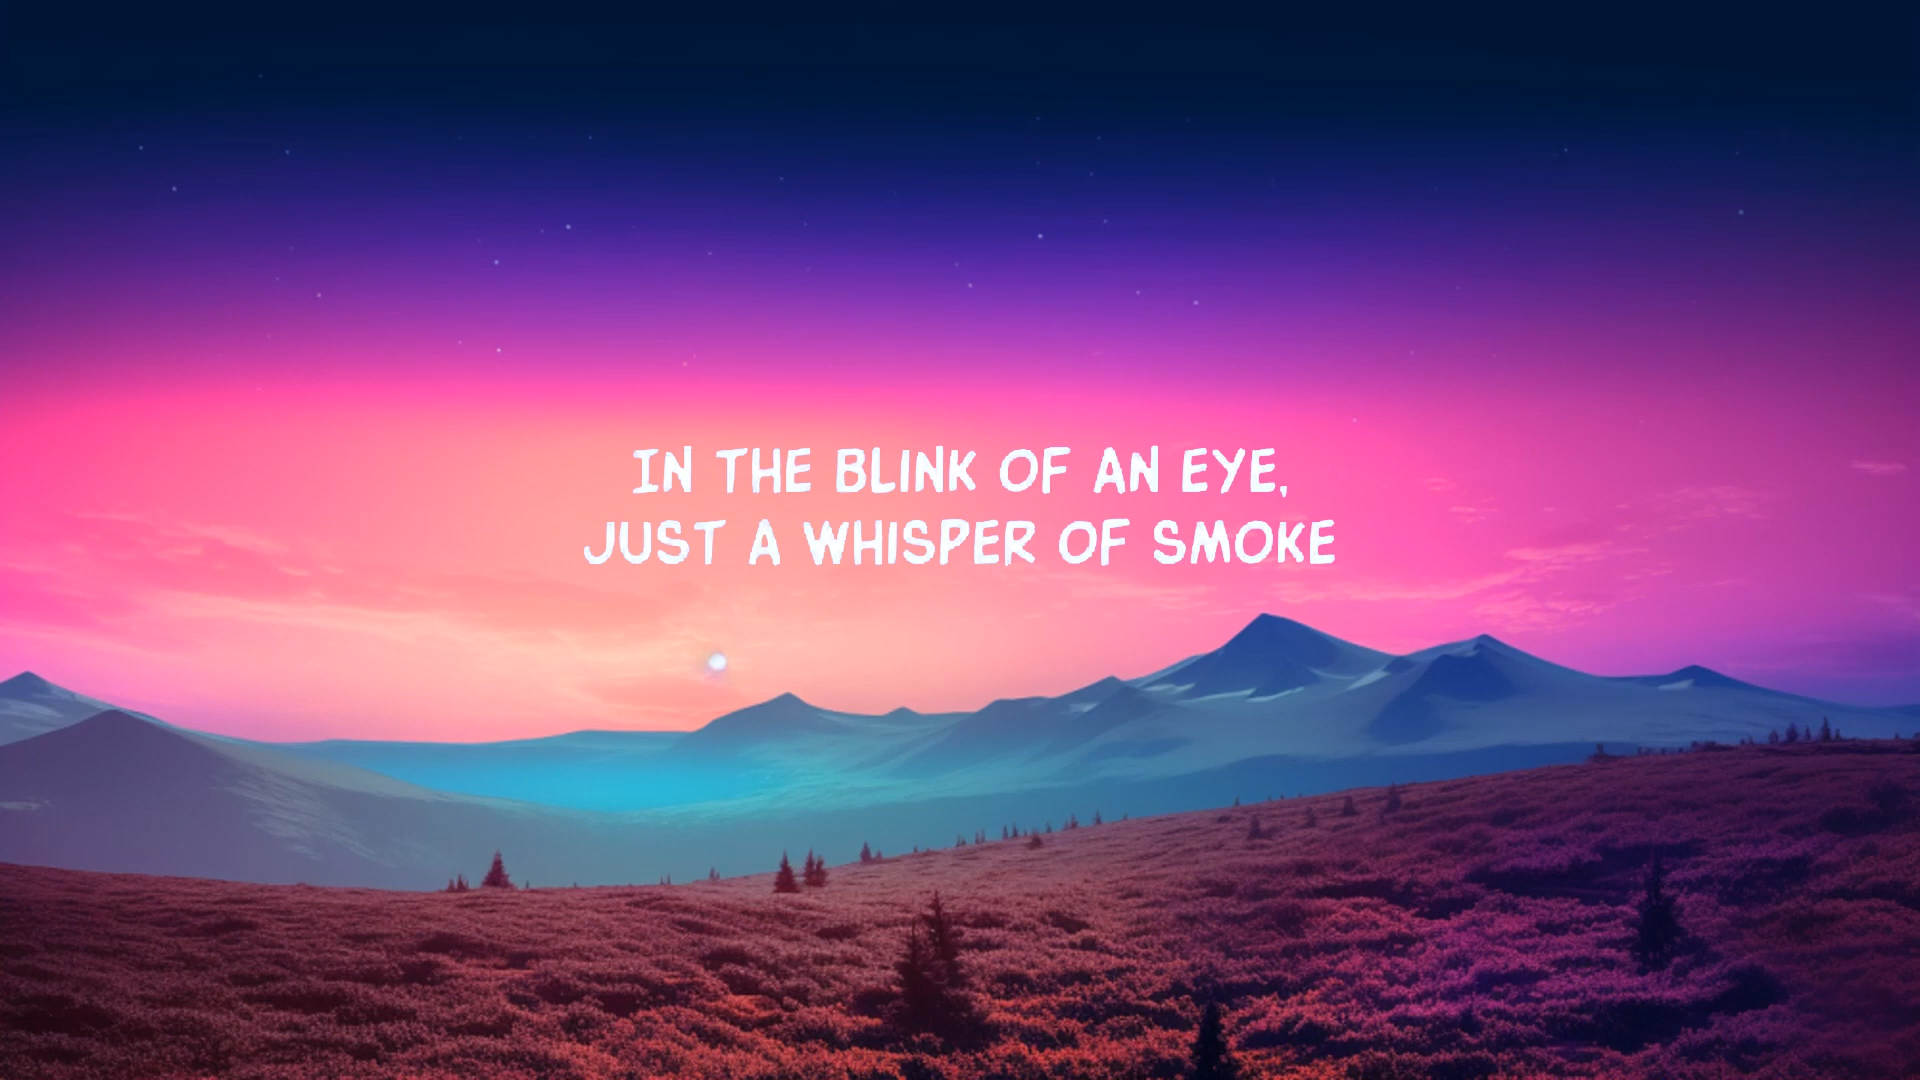 IN THE BLINK OF AN EYE,
JUST A WHISPER OF SMOKE